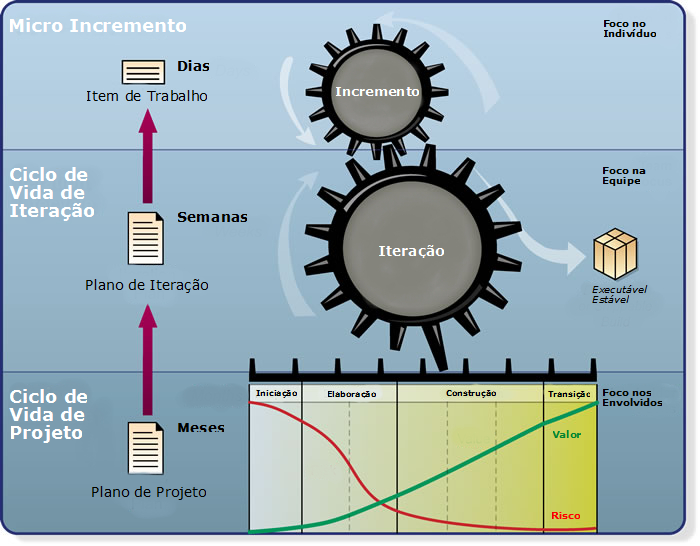 Micro Incremento
Foco no
Indivíduo
Dias
Item de Trabalho
Incremento
Ciclo de
Vida de
Iteração
Foco na
Equipe
Semanas
Plano de Iteração
Iteração
Executável
Estável
Ciclo de
Vida de
Projeto
Iniciação
Elaboração
Construção
Transição
Foco nos
Envolvidos
Meses
Valor
Plano de Projeto
Risco